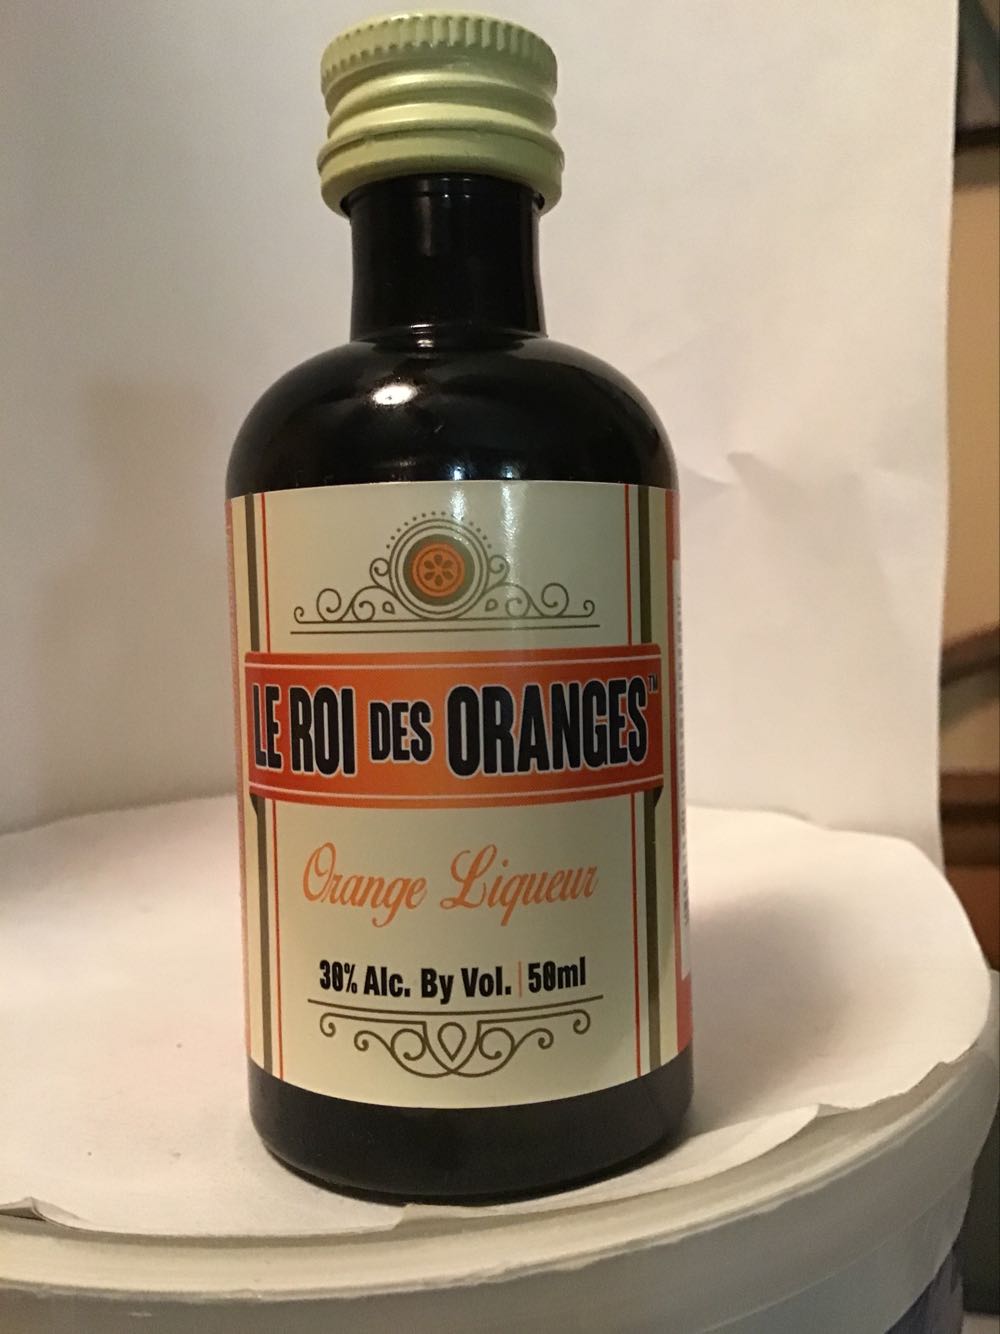 LE ROI DES ORANGES™
Orange Liqueur
30% Alc. By Vol. | 50ml